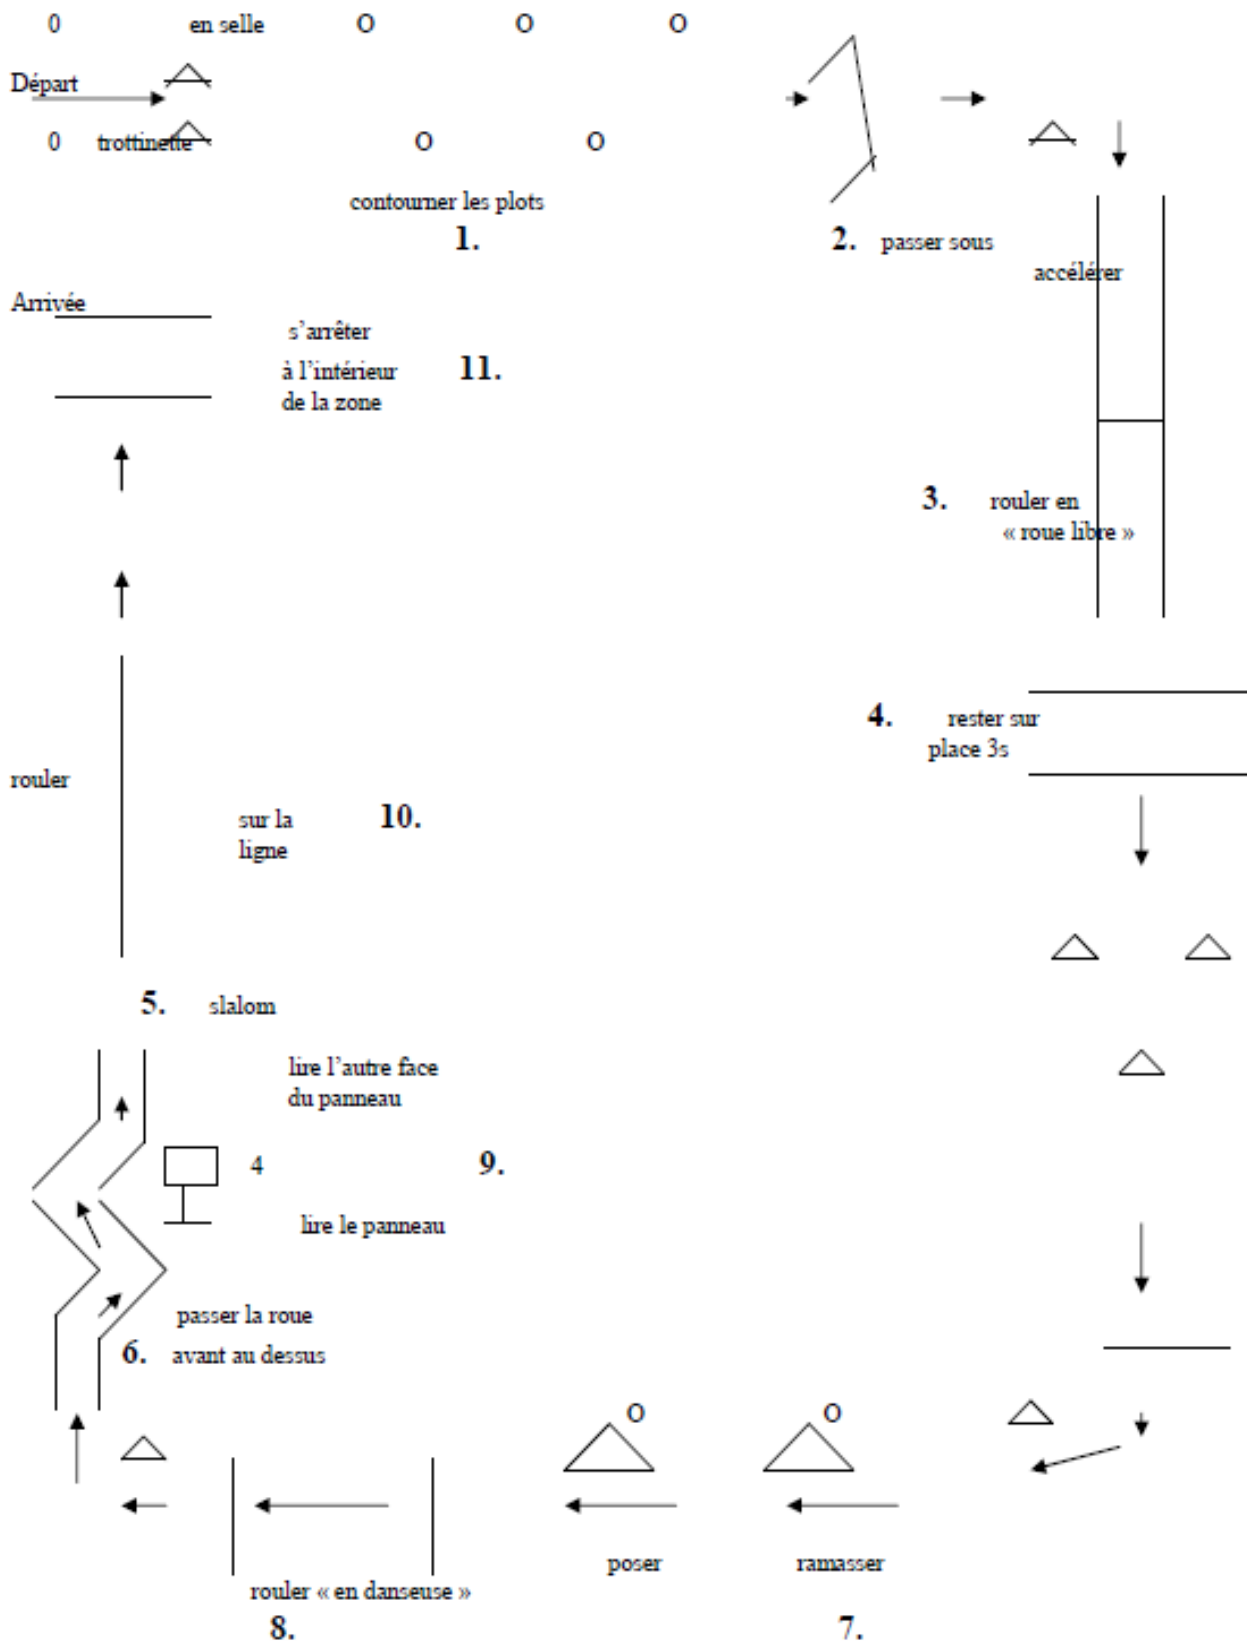 0 en selle O O O
Départ
0 trottinette O O
contourner les plots
1.
2. passer sous
accélérer
Arrivée
s’arrêter
à l’intérieur 11.
de la zone
3. rouler en
« roue libre »
4. rester sur
place 3s
rouler
sur la 10.
ligne
5. slalom
lire l’autre face
du panneau
4 9.
lire le panneau
passer la roue
6. avant au dessus
O O
poser ramasser
rouler « en danseuse »
8. 7.